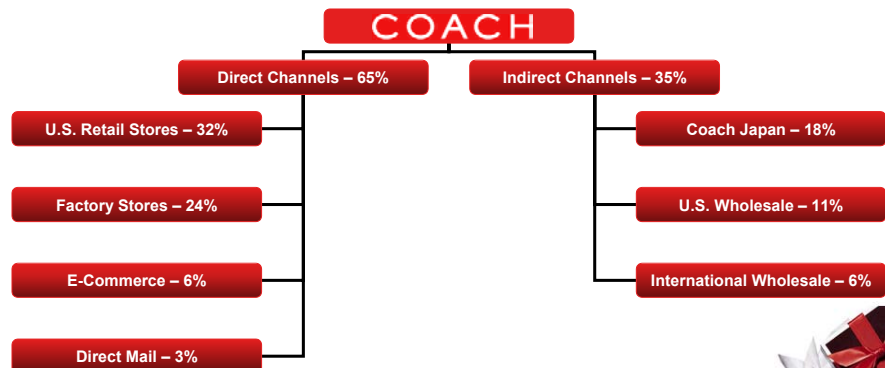 COACH
Direct Channels – 65%
Indirect Channels – 35%
U.S. Retail Stores – 32%
Coach Japan – 18%
Factory Stores – 24%
U.S. Wholesale – 11%
E-Commerce – 6%
International Wholesale – 6%
Direct Mail – 3%